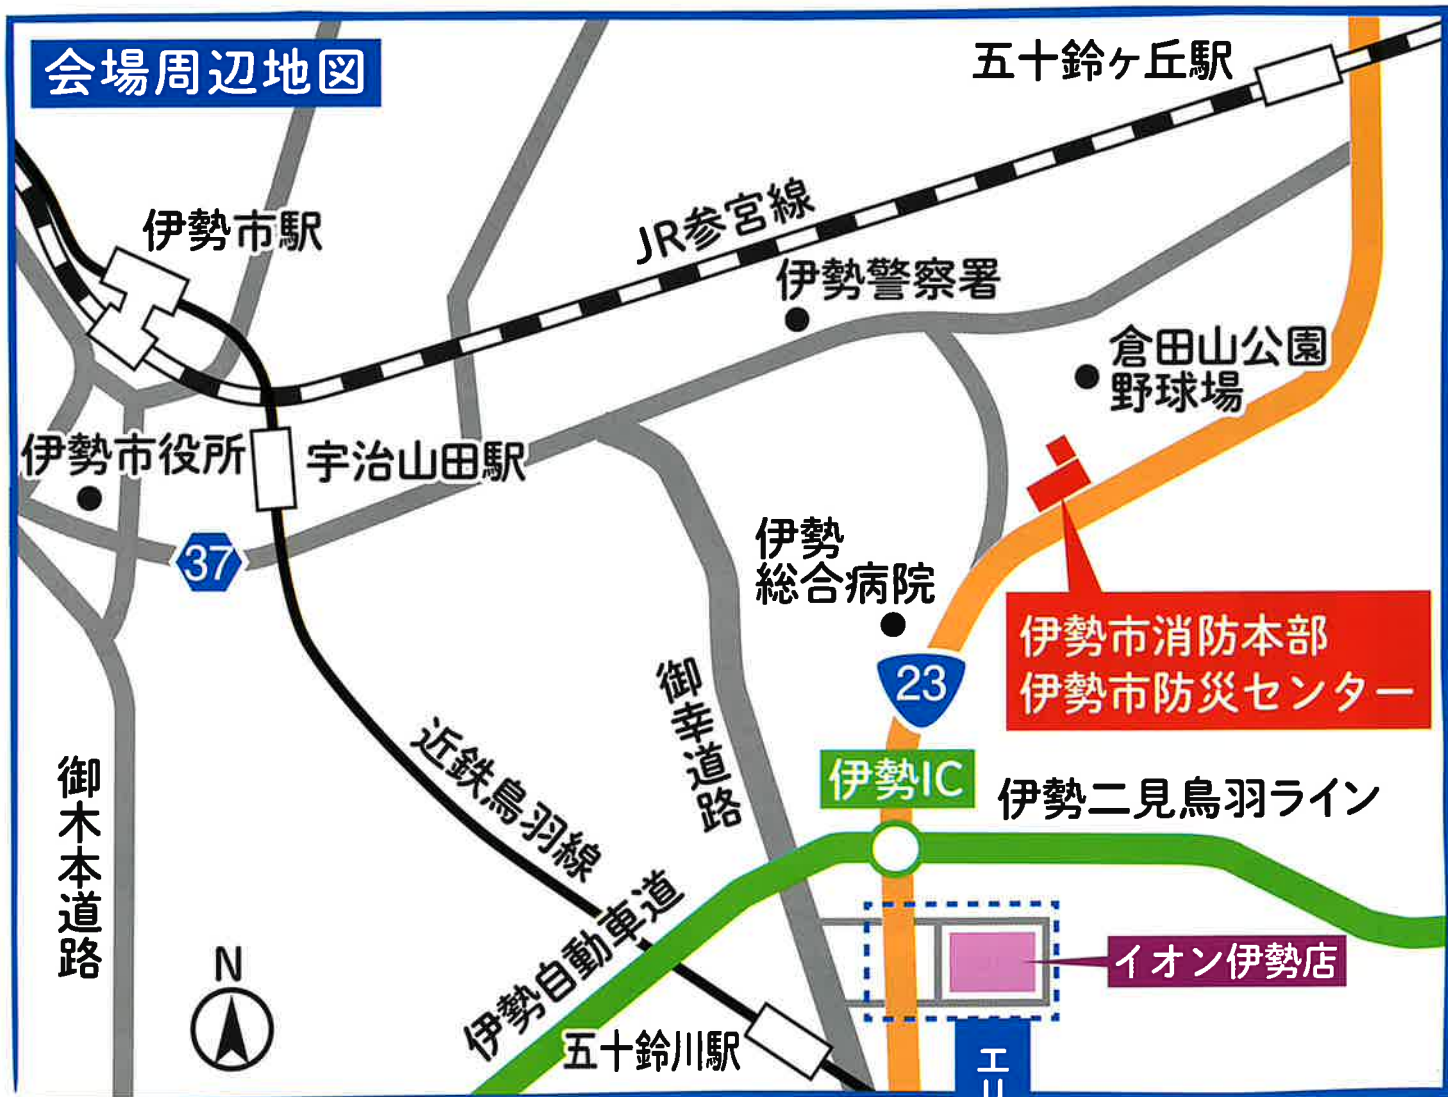 会場周辺地図
五十鈴ヶ丘駅
伊勢市駅
JR参宮線
伊勢警察署
倉田山公園
野球場
伊勢市役所
宇治山田駅
37
伊勢
総合病院
伊勢市消防本部
伊勢市防災センター
23
御幸道路
近鉄鳥羽線
伊勢IC
伊勢二見鳥羽ライン
御木本道路
伊勢自動車道
イオン伊勢店
N
五十鈴川駅
エ